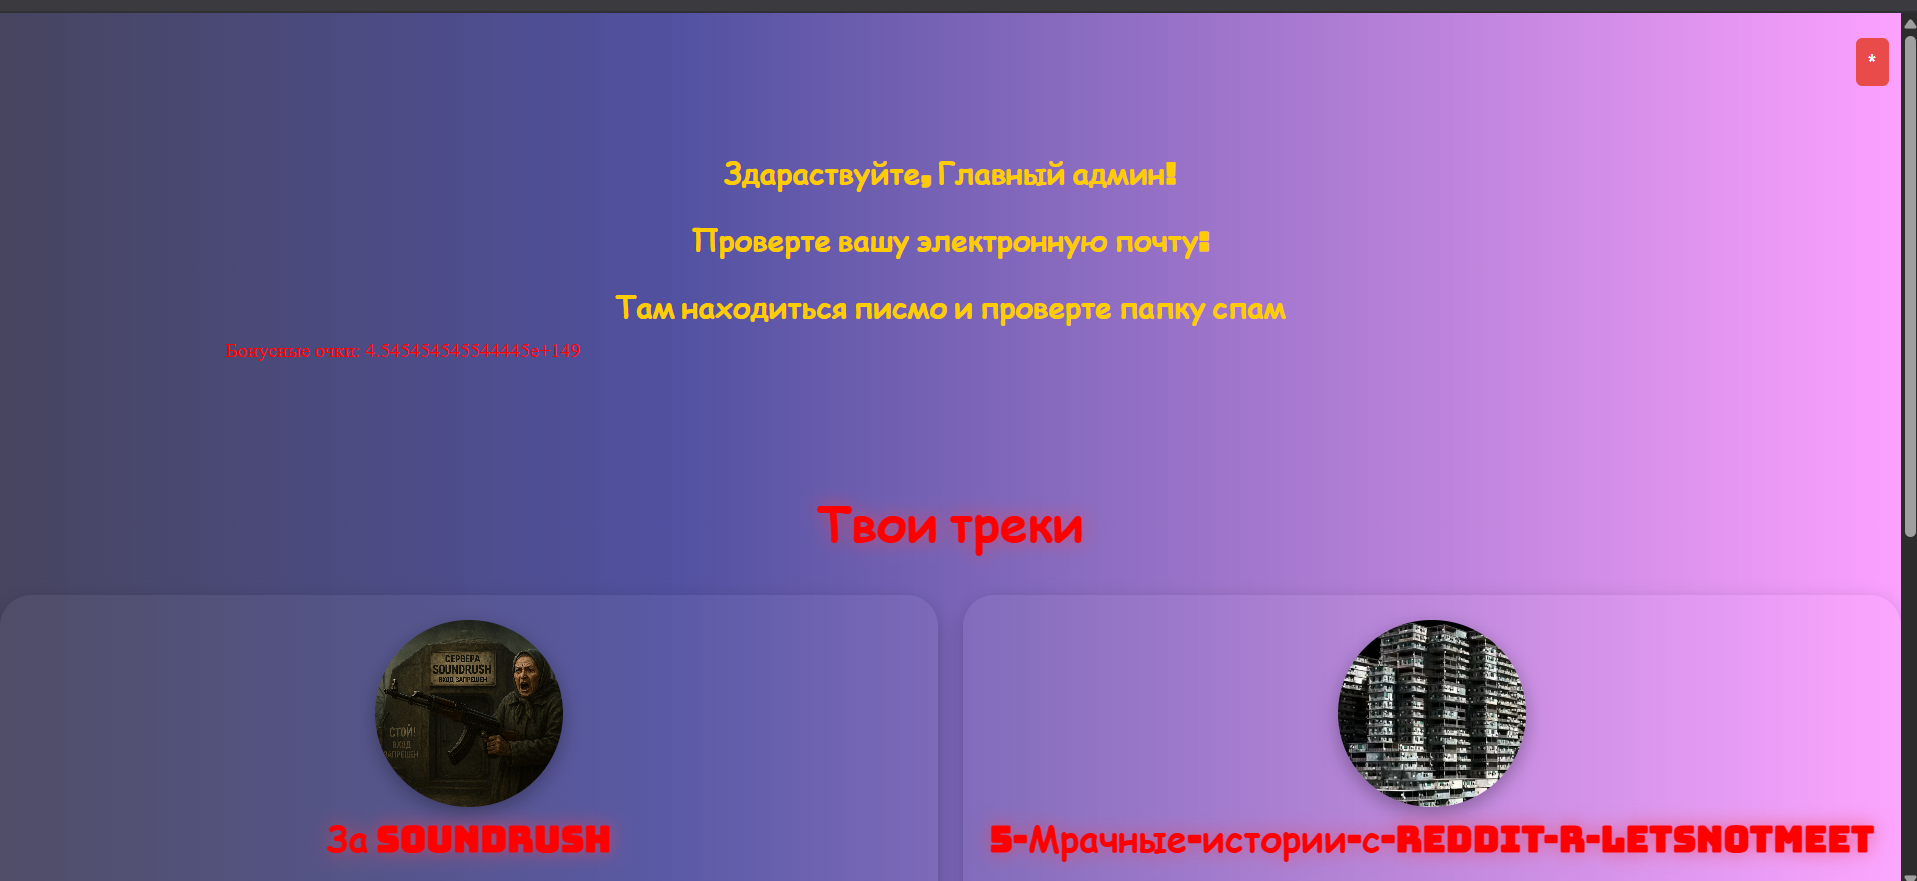 *
Здараствуйте, Главный админ!
Проверте вашу электронную почту!
Там находиться писмо и проверте папку спам
Бонусные очки: 4.545454545544445e+149
Твои треки
СЕРВЕРА
SOUNDRUSH
ВХОД ЗАПРЕЩЕН
СТОЙ!
ВХОД
ЗАПРЕЩЕН
За SOUNDRUSH
5-Мрачные-истории-с-REDDIT-R-LETSNOTMEET